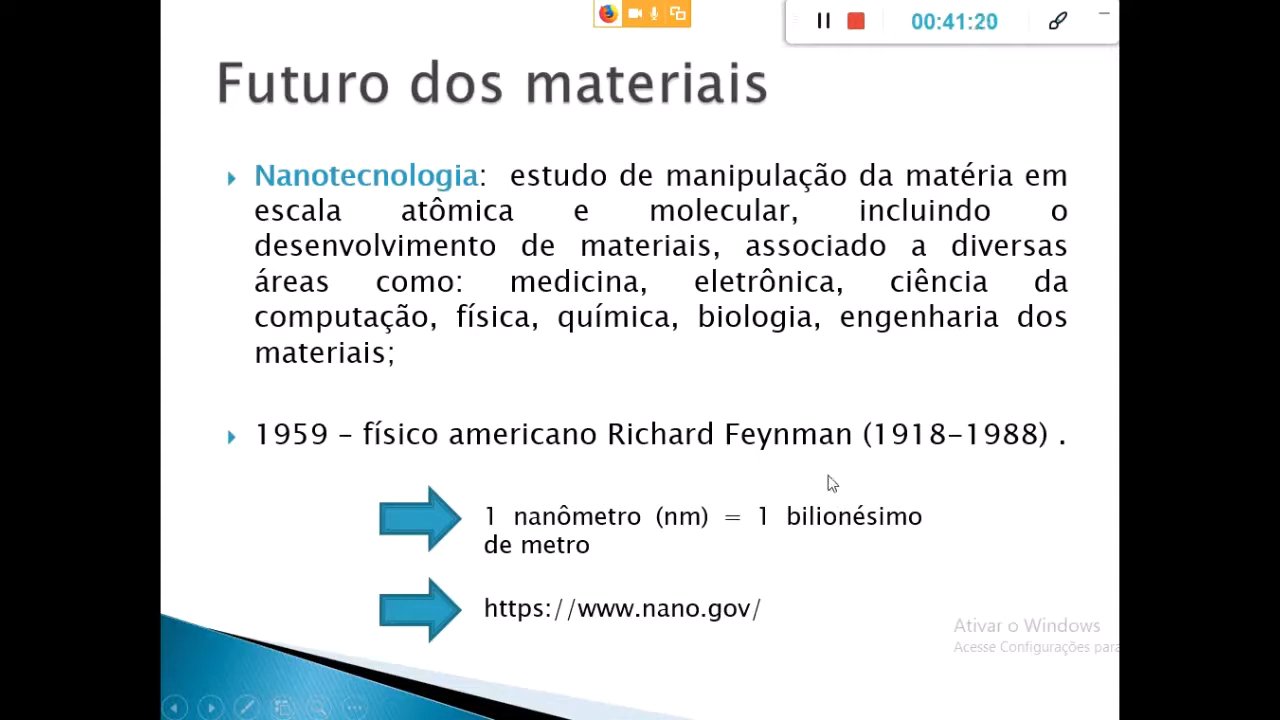 00:41:20
Futuro dos materiais
Nanotecnologia: estudo de manipulação da matéria em
escala atômica e molecular, incluindo o
desenvolvimento de materiais, associado a diversas
áreas como: medicina, eletrônica, ciência da
computação, física, química, biologia, engenharia dos
materiais;
1959 – físico americano Richard Feynman (1918-1988) .
1 nanômetro (nm) = 1 bilionésimo
de metro
https://www.nano.gov/
Ativar o Windows
Acesse Configurações para